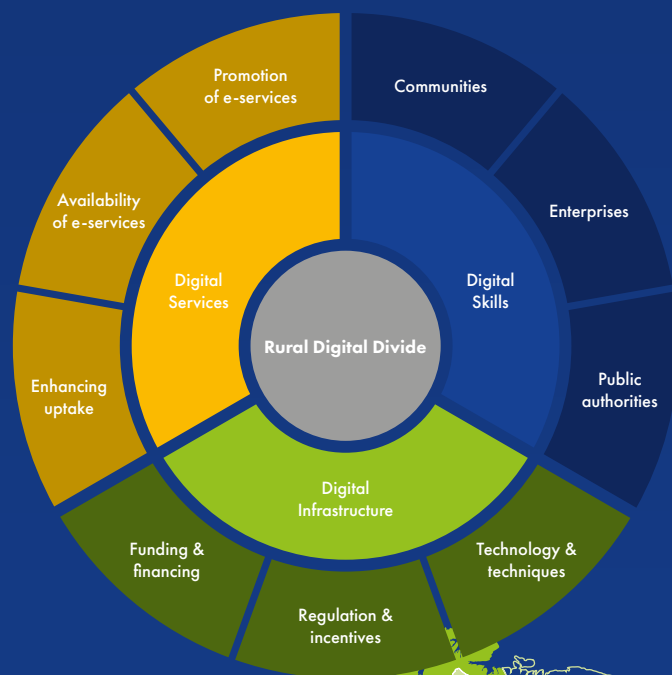 Promotion
of e-services
Communities
Availability
of e-services
Enterprises
Digital
Services
Digital
Skills
Rural Digital Divide
Enhancing
uptake
Public
authorities
Digital
Infrastructure
Funding &
financing
Technology &
techniques
Regulation &
incentives